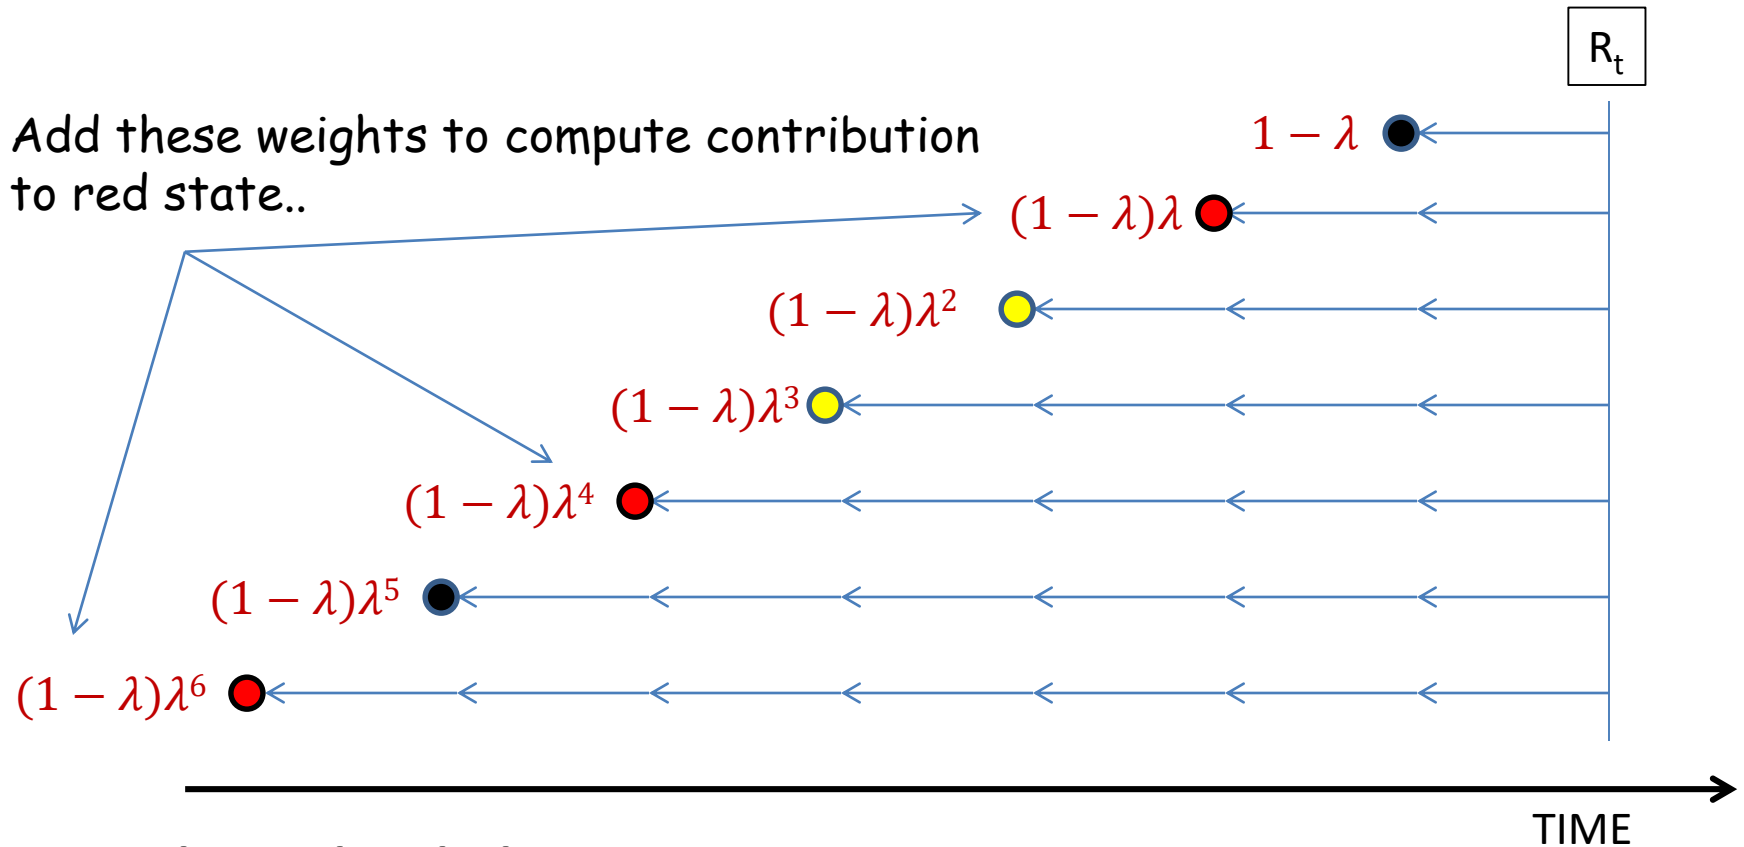 R_t
Add these weights to compute contribution
to red state..
1 − λ
(1 − λ)λ
(1 − λ)λ²
(1 − λ)λ³
(1 − λ)λ⁴
(1 − λ)λ⁵
(1 − λ)λ⁶
TIME